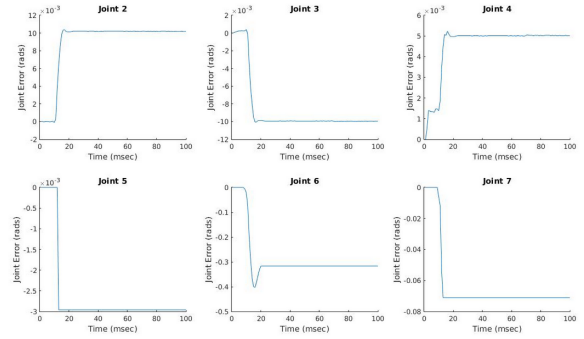 Joint 2
×10⁻³
12
10
8
6
4
2
0
-2
Joint Error (rads)
0 20 40 60 80 100
Time (msec)
Joint 3
×10⁻³
2
0
-2
-4
-6
-8
-10
-12
Joint Error (rads)
0 20 40 60 80 100
Time (msec)
Joint 4
×10⁻³
6
5
4
3
2
1
0
Joint Error (rads)
0 20 40 60 80 100
Time (msec)
Joint 5
×10⁻³
0
-0.5
-1
-1.5
-2
-2.5
-3
Joint Error (rads)
0 20 40 60 80 100
Time (msec)
Joint 6
0
-0.1
-0.2
-0.3
-0.4
-0.5
Joint Error (rads)
0 20 40 60 80 100
Time (msec)
Joint 7
0
-0.02
-0.04
-0.06
-0.08
Joint Error (rads)
0 20 40 60 80 100
Time (msec)